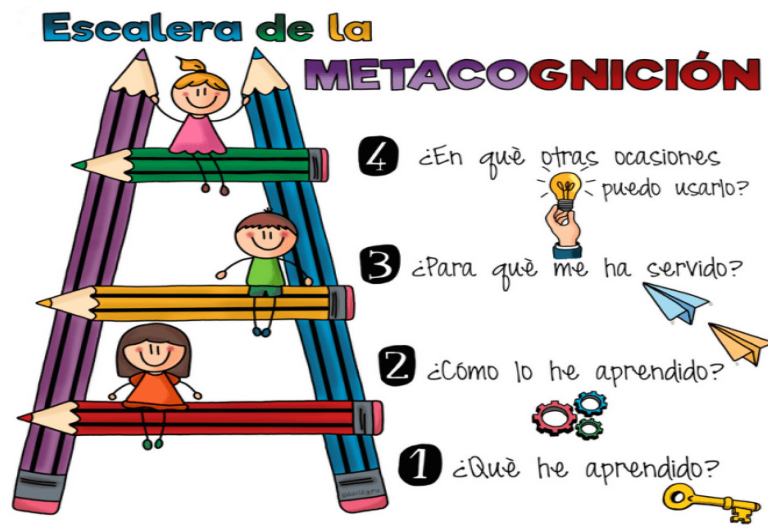 Escalera de la
METACOGNICIÓN
4 ¿En què otras ocasiones
puedo usarlo?
3 ¿Para què me ha servido?
2 ¿Cómo lo he aprendido?
1 ¿Què he aprendido?